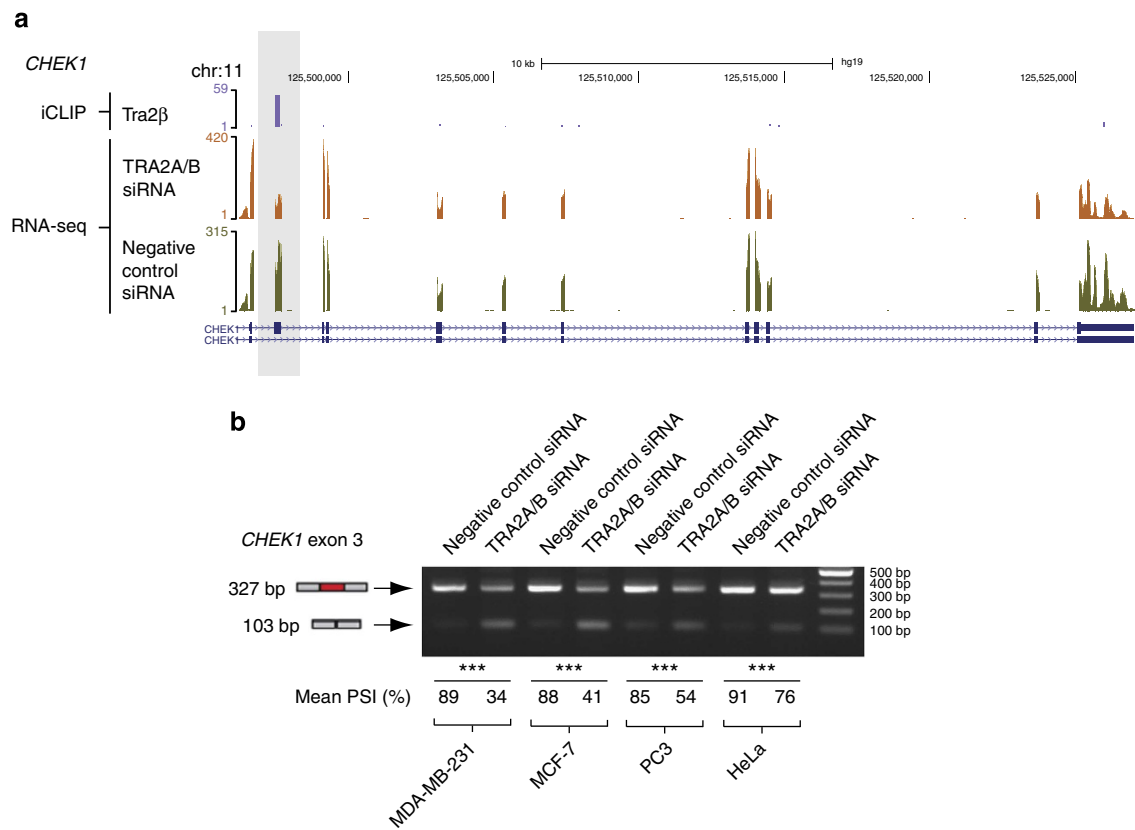 a
CHEK1
chr:11
10 kb
hg19
125,500,000
125,505,000
125,510,000
125,515,000
125,520,000
125,525,000
iCLIP
Tra2β
59
1
RNA-seq
TRA2A/B
siRNA
420
1
Negative
control
siRNA
315
1
CHEK1
CHEK1
b
Negative control siRNA
TRA2A/B siRNA
Negative control siRNA
TRA2A/B siRNA
Negative control siRNA
TRA2A/B siRNA
Negative control siRNA
TRA2A/B siRNA
CHEK1 exon 3
327 bp
103 bp
500 bp
400 bp
300 bp
200 bp
100 bp
*** *** *** ***
Mean PSI (%) 89 34 88 41 85 54 91 76
MDA-MB-231
MCF-7
PC3
HeLa